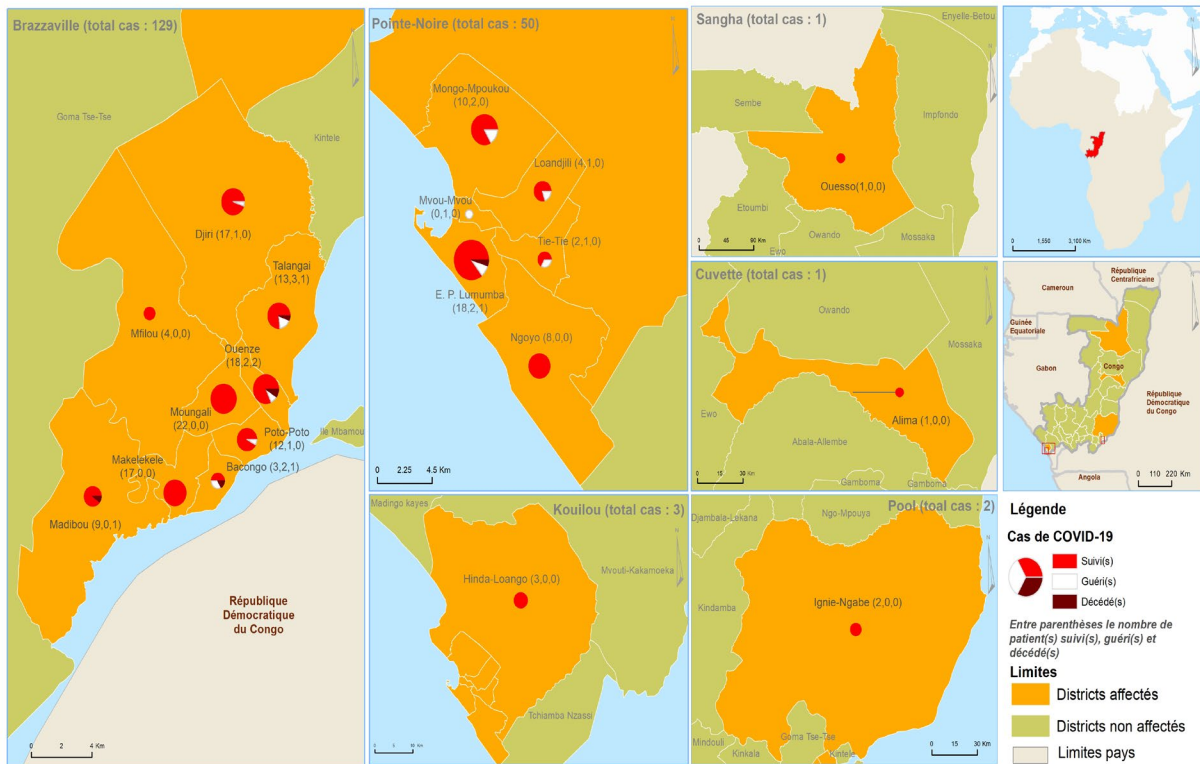 Brazzaville (total cas : 129)
Goma Tse-Tse
Kintele
Djiri (17,1,0)
Talangai
(13,3,1)
Mfilou (4,0,0)
Ouenze
(18,2,2)
Moungali
(22,0,0)
Poto-Poto
(12,1,0)
Ile Mbamou
Makelekele
(17,0,0)
Bacongo (3,2,1)
Madibou (9,0,1)
République
Démocratique
du Congo
0 2 4 Km
Pointe-Noire (total cas : 50)
Mongo-Mpoukou
(10,2,0)
Loandjili (4,1,0)
Mvou-Mvou
(0,1,0)
Tie-Tie (2,1,0)
E. P. Lumumba
(18,2,1)
Ngoyo (8,0,0)
0 2.25 4.5 Km
Sangha (total cas : 1)
Enyelle-Betou
N
Sembe
Impfondo
Ouesso(1,0,0)
Etoumbi
Owando
Mossaka
Ewo
0 45 90 Km
0 1,550 3,100 Km
Cuvette (total cas : 1)
Owando
Mossaka
Ewo
Alima (1,0,0)
Abala-Allembe
Gamboma
Gamboma
0 15 30 Km
République
Centrafricaine
Cameroun
Guinée
Equatoriale
Gabon
Congo
République
Démocratique
du Congo
Angola
0 110 220 Km
Kouilou (total cas : 3)
Madingo kayes
Mvouti-Kakamoeka
Hinda-Loango (3,0,0)
Tchiamba Nzassi
0 5 10 Km
Pool (toal cas : 2)
Djambala-Lekana
Ngo-Mpouya
Kindamba
Ignie-Ngabe (2,0,0)
Mindouli
Goma Tse-Tse
Kinkala
Kintele
0 15 30 Km
Légende
Cas de COVID-19
Suivi(s)
Guéri(s)
Décédé(s)
Entre parenthèses le nombre de
patient(s) suivi(s), guéri(s) et
décédé(s)
Limites
Districts affectés
Districts non affectés
Limites pays